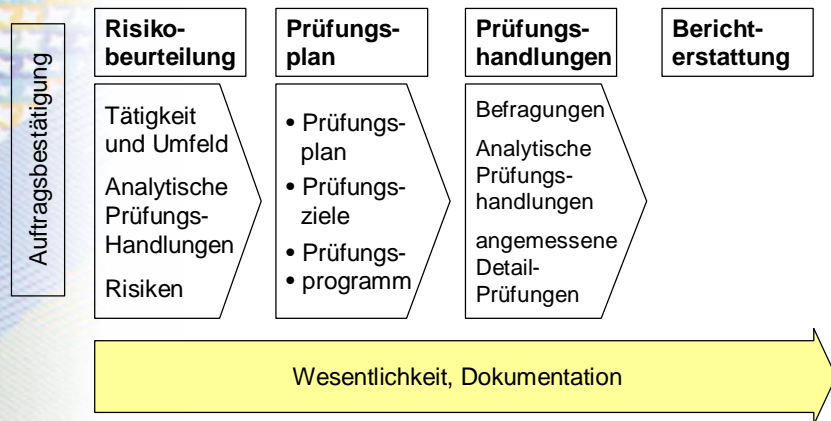 Auftragsbestätigung
Risiko-
beurteilung
Tätigkeit
und Umfeld
Analytische
Prüfungs-
Handlungen
Risiken
Prüfungs-
plan
• Prüfungs-
plan
• Prüfungs-
ziele
• Prüfungs-
• programm
Prüfungs-
handlungen
Befragungen
Analytische
Prüfungs-
handlungen
angemessene
Detail-
Prüfungen
Bericht-
erstattung
Wesentlichkeit, Dokumentation